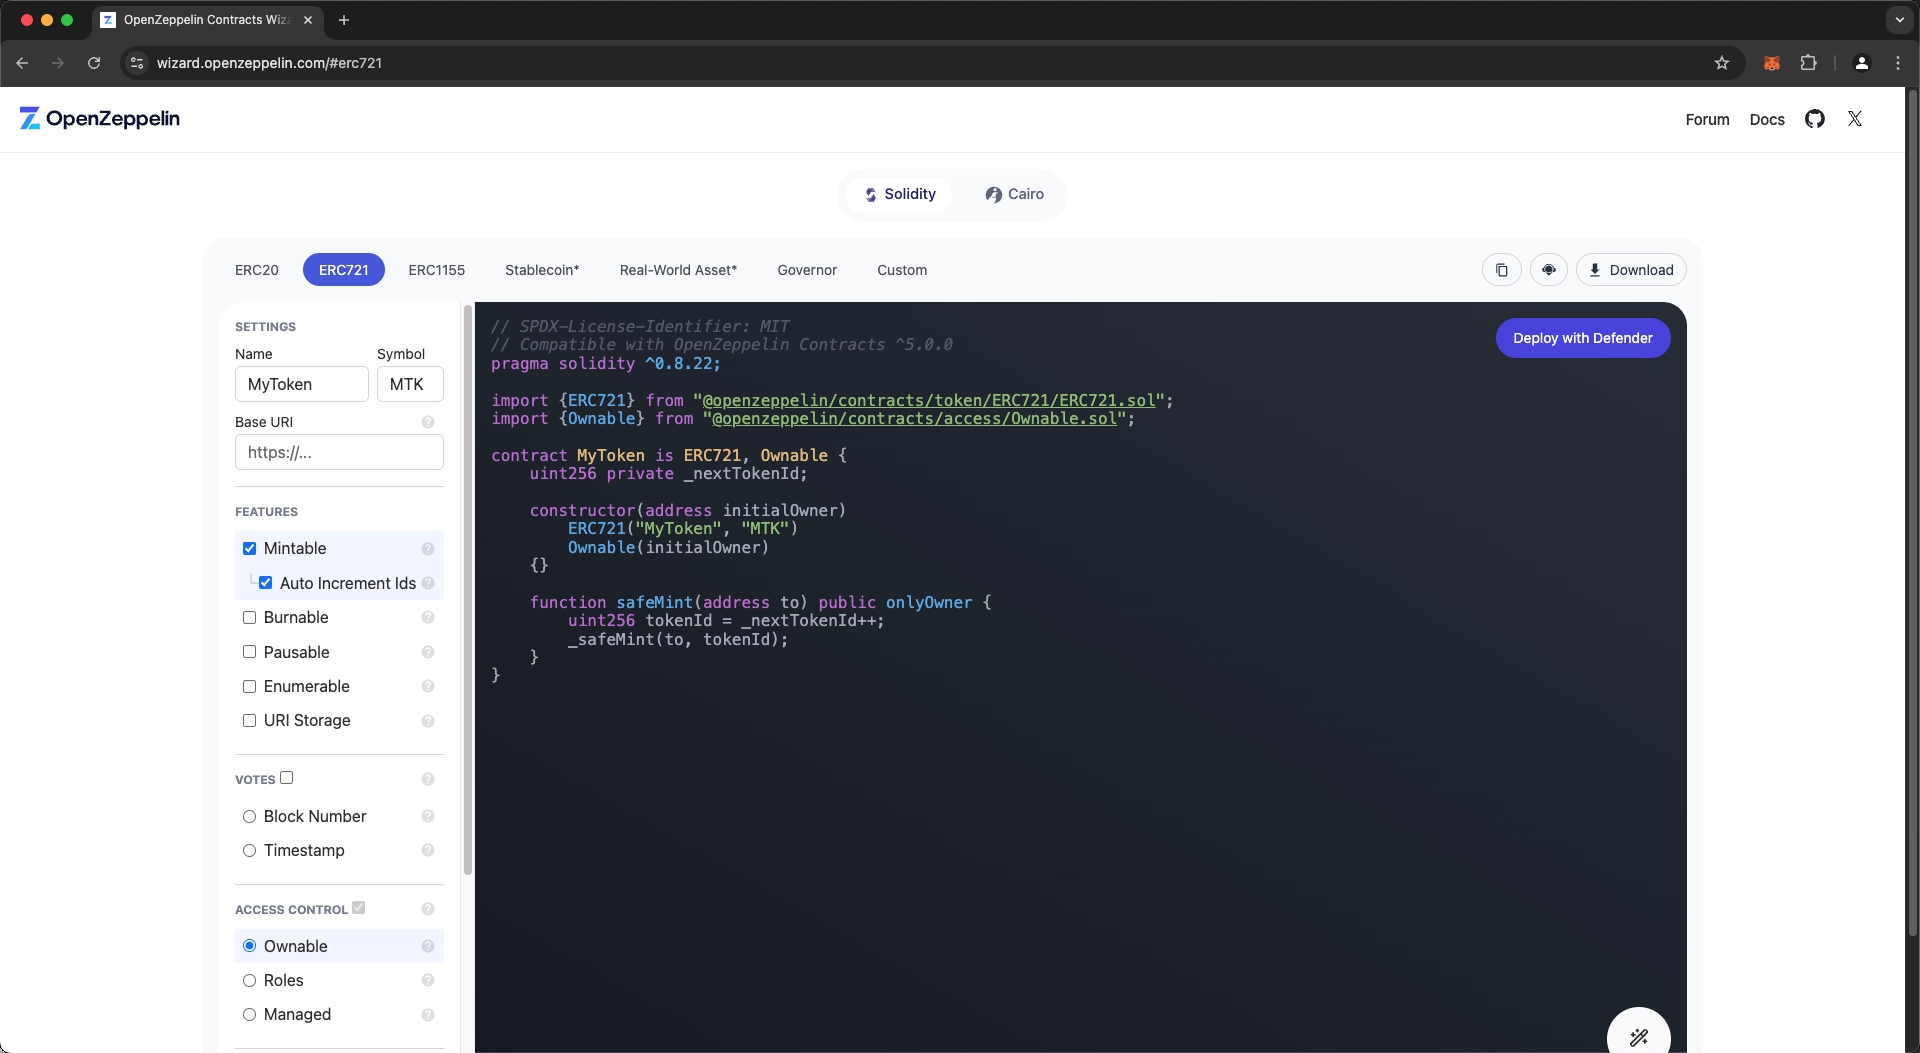 OpenZeppelin Contracts Wiz
wizard.openzeppelin.com/#erc721
OpenZeppelin
Forum
Docs
Solidity
Cairo
ERC20
ERC721
ERC1155
Stablecoin*
Real-World Asset*
Governor
Custom
Download
SETTINGS
Name
Symbol
MyToken
MTK
Base URI
https://...
FEATURES
Mintable
Auto Increment Ids
Burnable
Pausable
Enumerable
URI Storage
VOTES
Block Number
Timestamp
ACCESS CONTROL
Ownable
Roles
Managed
Deploy with Defender
// SPDX-License-Identifier: MIT
// Compatible with OpenZeppelin Contracts ^5.0.0
pragma solidity ^0.8.22;
import {ERC721} from "@openzeppelin/contracts/token/ERC721/ERC721.sol";
import {Ownable} from "@openzeppelin/contracts/access/Ownable.sol";
contract MyToken is ERC721, Ownable {
uint256 private _nextTokenId;
constructor(address initialOwner)
ERC721("MyToken", "MTK")
Ownable(initialOwner)
{}
function safeMint(address to) public onlyOwner {
uint256 tokenId = _nextTokenId++;
_safeMint(to, tokenId);
}
}